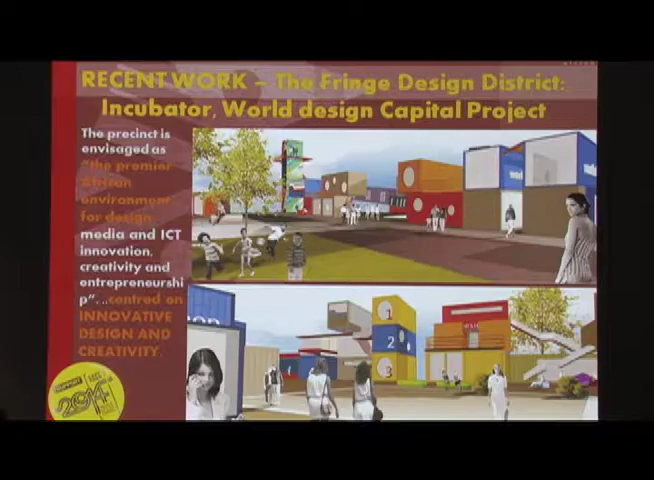 RECENT WORK – The Fringe Design District:
Incubator, World design Capital Project
The precinct is
envisaged as
"the premier
African
environment
for design
media and ICT
innovation,
creativity and
entrepreneurshi
p"...centred on
INNOVATIVE
DESIGN AND
CREATIVITY.
SUPPORT
2014
1
2
3